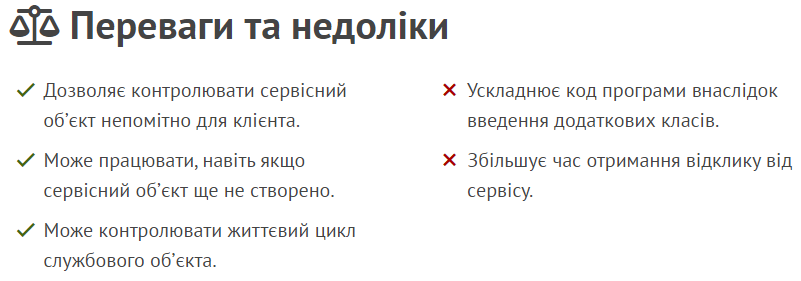 Переваги та недоліки
Дозволяє контролювати сервісний
об’єкт непомітно для клієнта.
Може працювати, навіть якщо
сервісний об’єкт ще не створено.
Може контролювати життєвий цикл
службового об’єкта.
Ускладнює код програми внаслідок
введення додаткових класів.
Збільшує час отримання відклику від
сервісу.